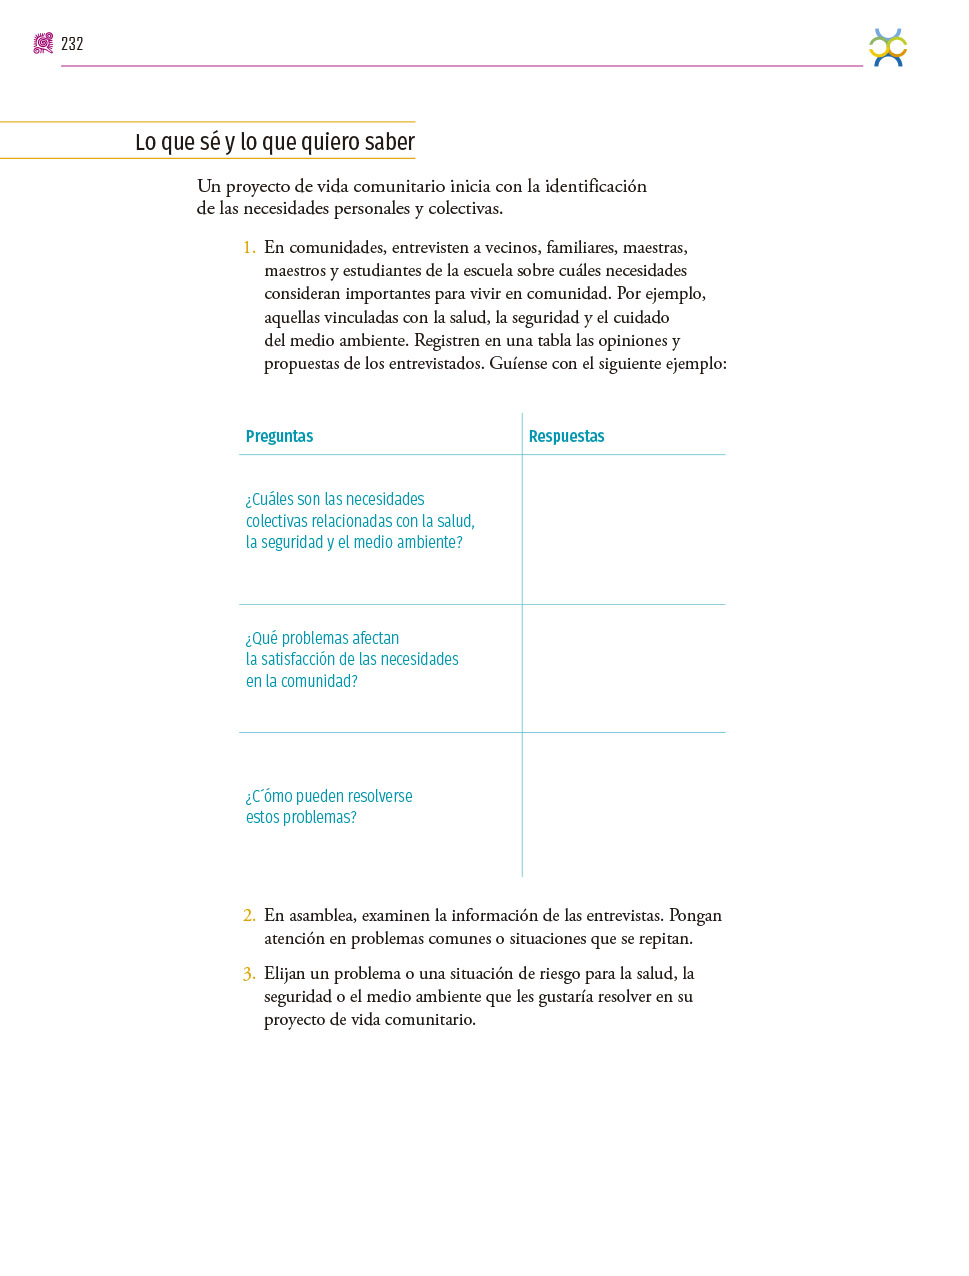 232
Lo que sé y lo que quiero saber
Un proyecto de vida comunitario inicia con la identificación
de las necesidades personales y colectivas.
1. En comunidades, entrevisten a vecinos, familiares, maestras,
maestros y estudiantes de la escuela sobre cuáles necesidades
consideran importantes para vivir en comunidad. Por ejemplo,
aquellas vinculadas con la salud, la seguridad y el cuidado
del medio ambiente. Registren en una tabla las opiniones y
propuestas de los entrevistados. Guíense con el siguiente ejemplo:
Preguntas Respuestas
¿Cuáles son las necesidades
colectivas relacionadas con la salud,
la seguridad y el medio ambiente?
¿Qué problemas afectan
la satisfacción de las necesidades
en la comunidad?
¿C´ómo pueden resolverse
estos problemas?
2. En asamblea, examinen la información de las entrevistas. Pongan
atención en problemas comunes o situaciones que se repitan.
3. Elijan un problema o una situación de riesgo para la salud, la
seguridad o el medio ambiente que les gustaría resolver en su
proyecto de vida comunitario.